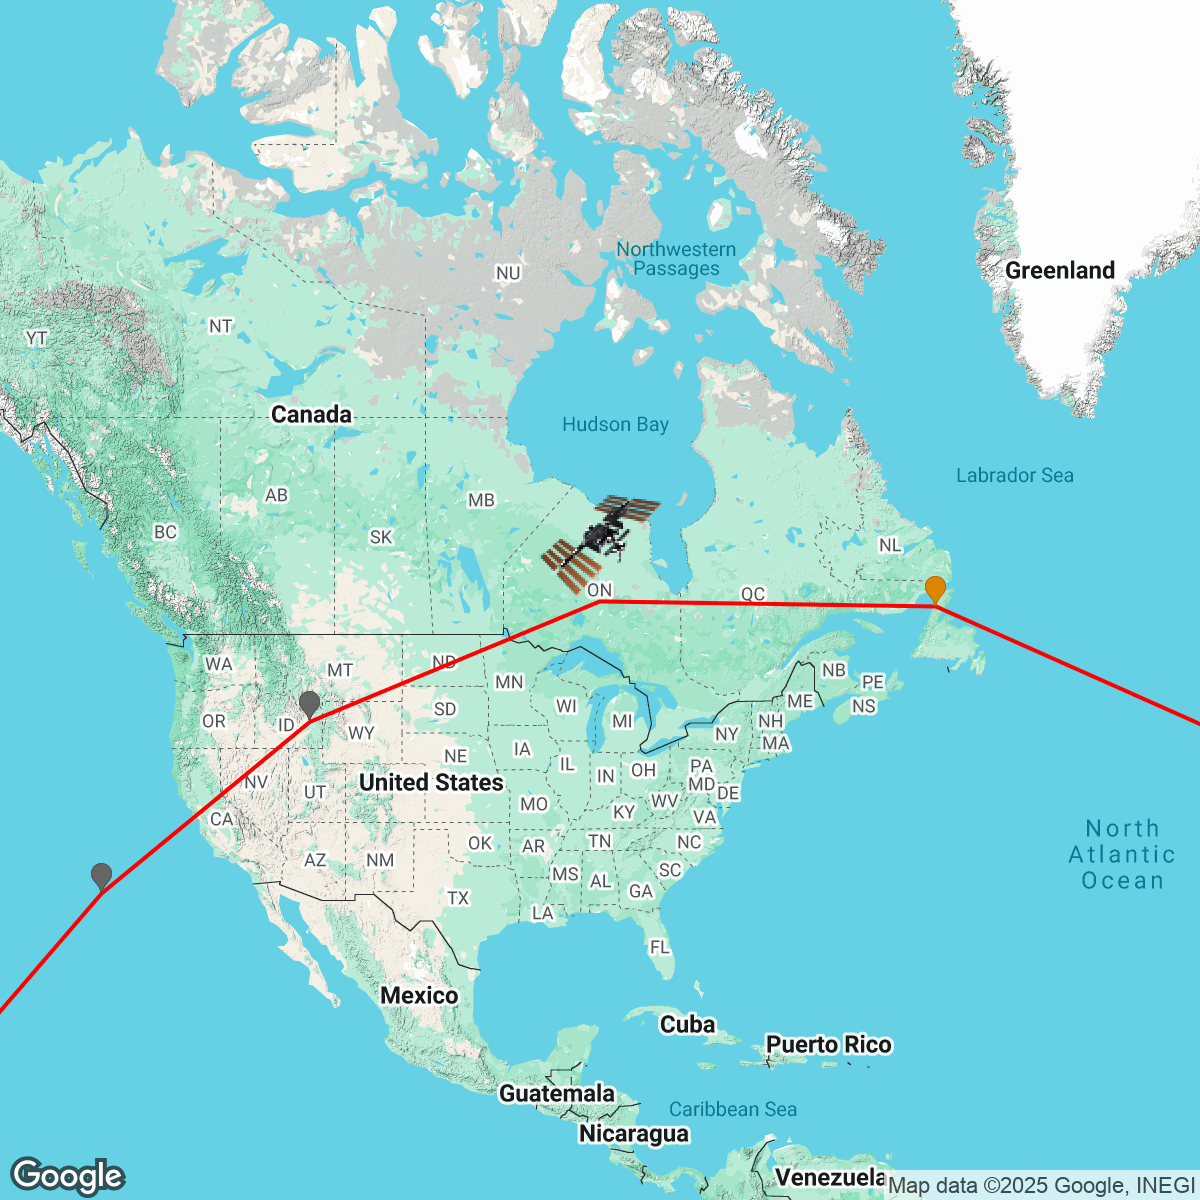 Northwestern
Passages
NU
Greenland
NT
YT
Canada
Hudson Bay
Labrador Sea
AB
MB
BC
SK
NL
ON
QC
WA
MT
ND
NB
PE
MN
ME
NS
OR
ID
SD
WI
MI
NH
WY
NY
MA
IA
NE
IL
IN
OH
PA
NV
UT
United States
MD
DE
MO
KY
WV
VA
CA
OK
AR
TN
NC
North
Atlantic
Ocean
AZ
NM
MS
AL
SC
GA
TX
LA
FL
Mexico
Cuba
Puerto Rico
Guatemala
Caribbean Sea
Nicaragua
Venezuela
Google
Map data ©2025 Google, INEGI